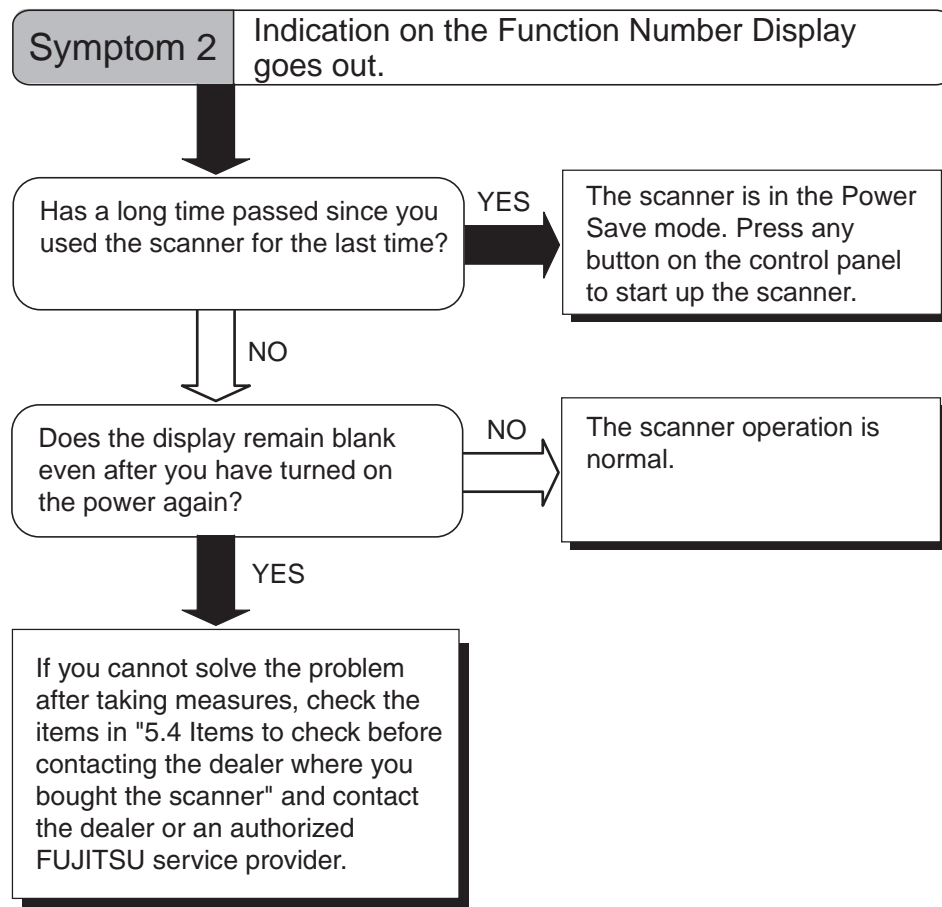 Symptom 2
Indication on the Function Number Display
goes out.
Has a long time passed since you
used the scanner for the last time?
YES
The scanner is in the Power
Save mode. Press any
button on the control panel
to start up the scanner.
NO
Does the display remain blank
even after you have turned on
the power again?
NO
The scanner operation is
normal.
YES
If you cannot solve the problem
after taking measures, check the
items in "5.4 Items to check before
contacting the dealer where you
bought the scanner" and contact
the dealer or an authorized
FUJITSU service provider.